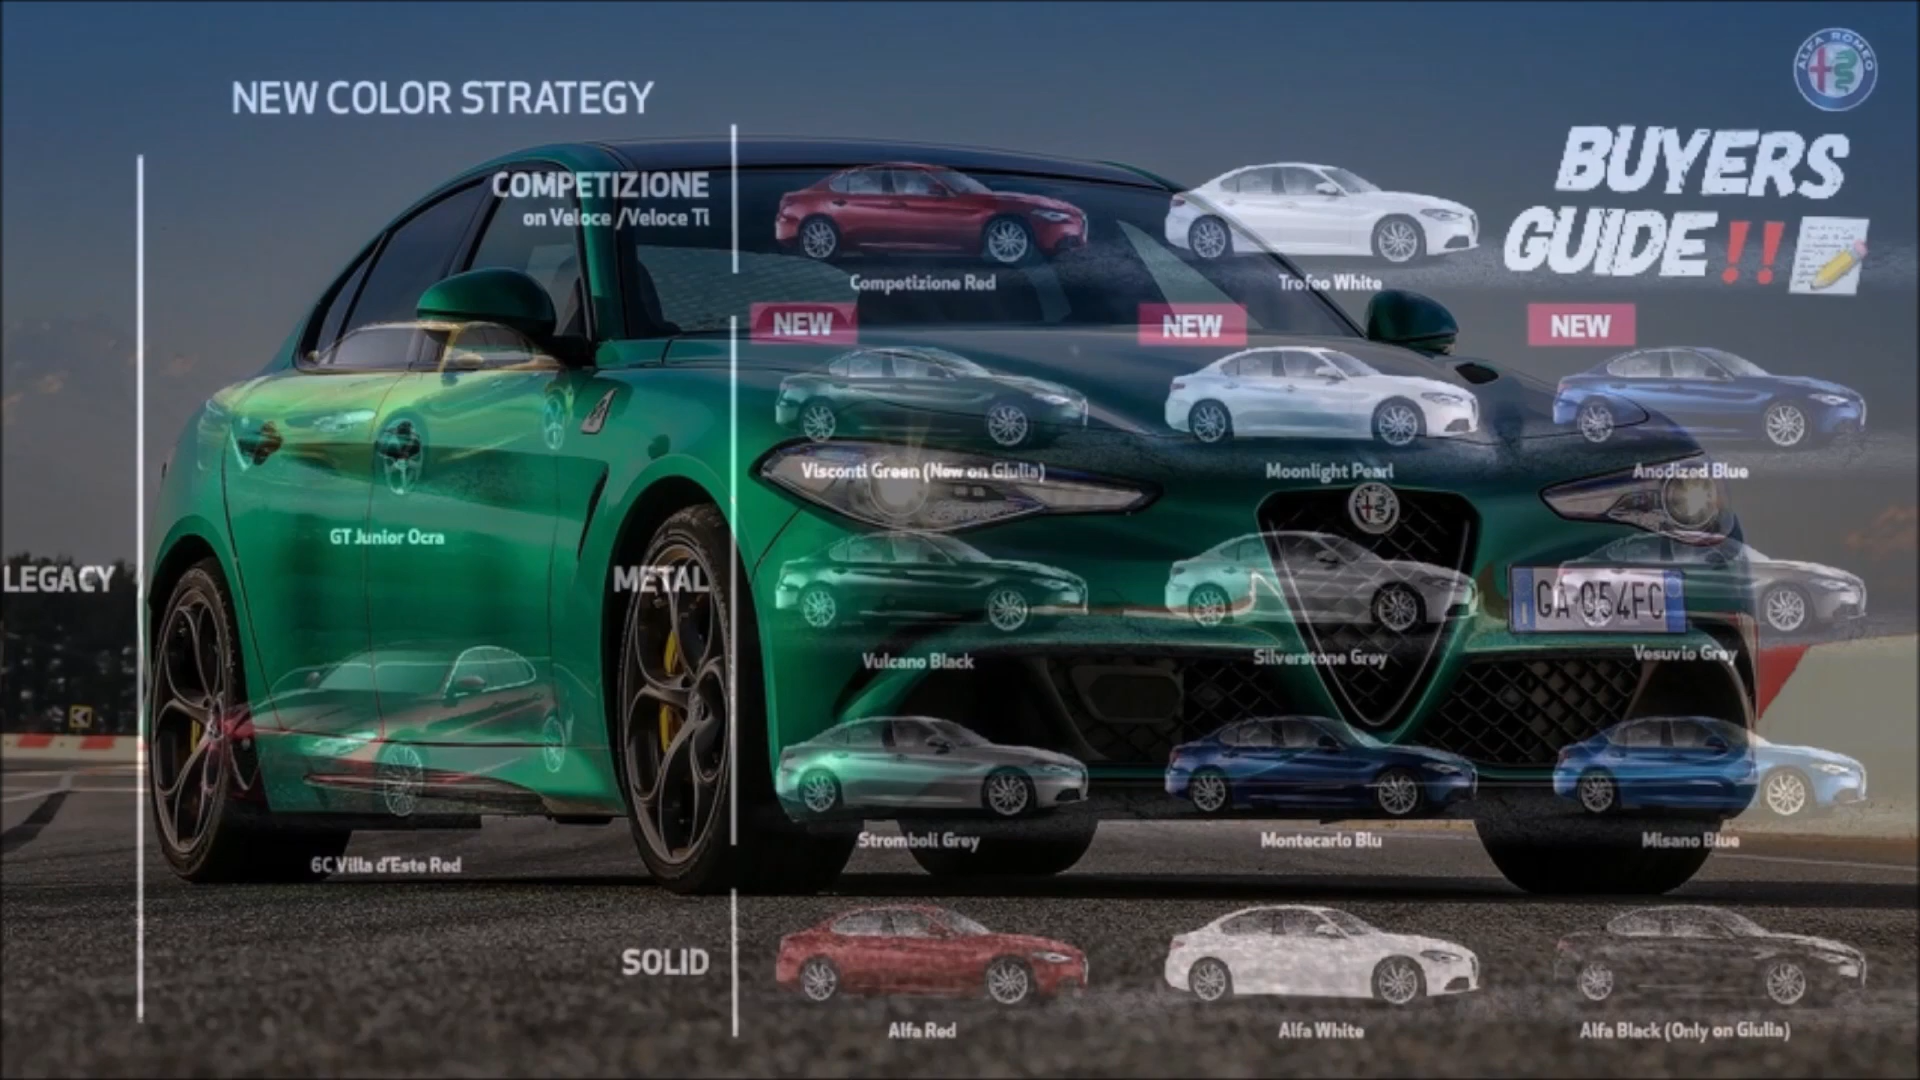 ALFA ROMEO
NEW COLOR STRATEGY
BUYERS
GUIDE‼️📝
COMPETIZIONE
on Veloce /Veloce Ti
Competizione Red
Trofeo White
NEW
NEW
NEW
Visconti Green (New on Giulia)
Moonlight Pearl
Anodized Blue
GT Junior Ocra
LEGACY
METAL
GA 054FC
Vulcano Black
Silverstone Grey
Vesuvio Grey
Stromboli Grey
Montecarlo Blu
Misano Blue
6C Villa d'Este Red
SOLID
Alfa Red
Alfa White
Alfa Black (Only on Giulia)